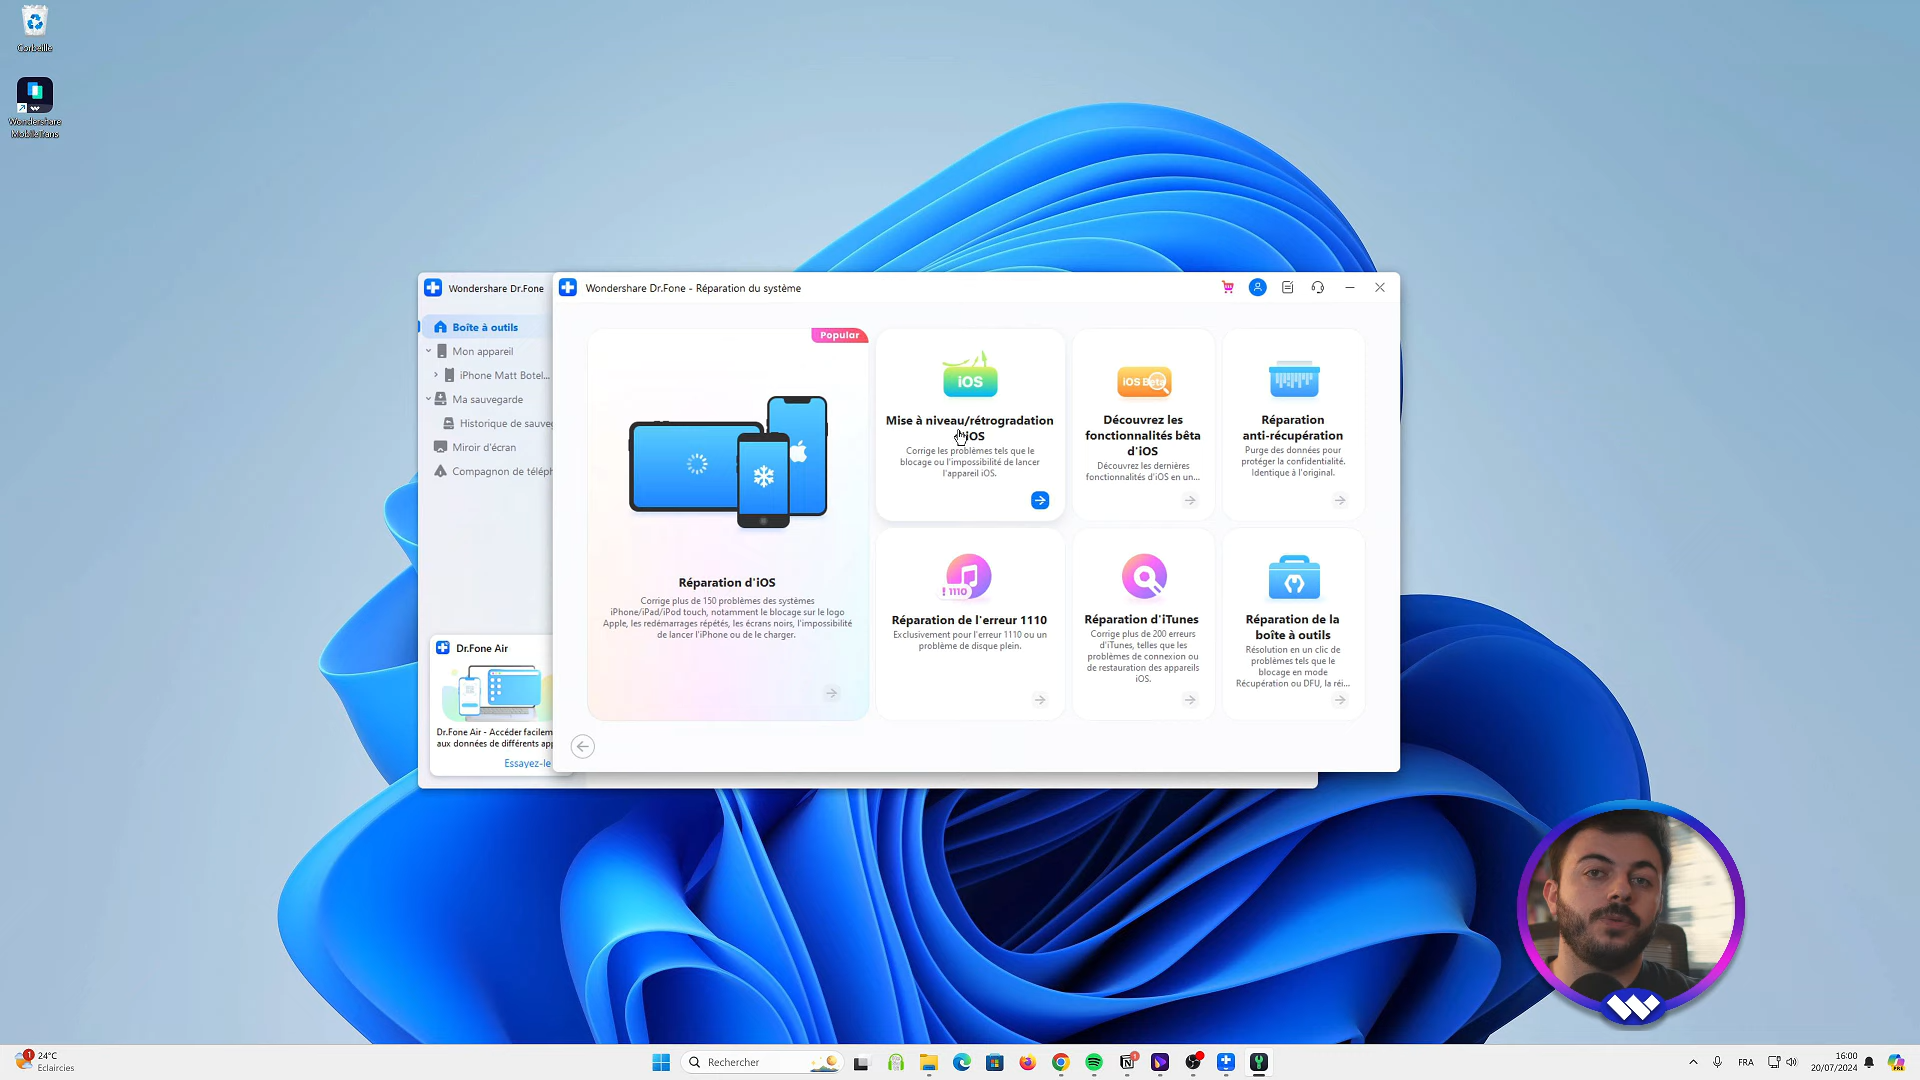 Corbeille
Wondershare
MobileTrans
Wondershare Dr.Fone
Boîte à outils
Mon appareil
iPhone Matt Botel...
Ma sauvegarde
Historique de sauve
Miroir d'écran
Compagnon de téléph
Dr.Fone Air
Dr.Fone Air - Accéder facilem
aux données de différents app
Essayez-le
Wondershare Dr.Fone - Réparation du système
Popular
Réparation d'iOS
Corrige plus de 150 problèmes des systèmes
iPhone/iPad/iPod touch, notamment le blocage sur le logo
Apple, les redémarrages répétés, les écrans noirs, l'impossibilité
de lancer l'iPhone ou de le charger.
iOS
Mise à niveau/rétrogradation
iOS
Corrige les problèmes tels que le
blocage ou l'impossibilité de lancer
l'appareil iOS.
iOS Beta
Découvrez les
fonctionnalités bêta
d'iOS
Découvrez les dernières
fonctionnalités d'iOS en un...
Réparation
anti-récupération
Purge des données pour
protéger la confidentialité.
Identique à l'original.
! 1110
Réparation de l'erreur 1110
Exclusivement pour l'erreur 1110 ou un
problème de disque plein.
Réparation d'iTunes
Corrige plus de 200 erreurs
d'iTunes, telles que les
problèmes de connexion ou
de restauration des appareils
iOS.
Réparation de la
boîte à outils
Résolution en un clic de
problèmes tels que le
blocage en mode
Récupération ou DFU, la réi...
1
24°C
Eclaircies
Rechercher
FRA
16:00
20/07/2024
PRE